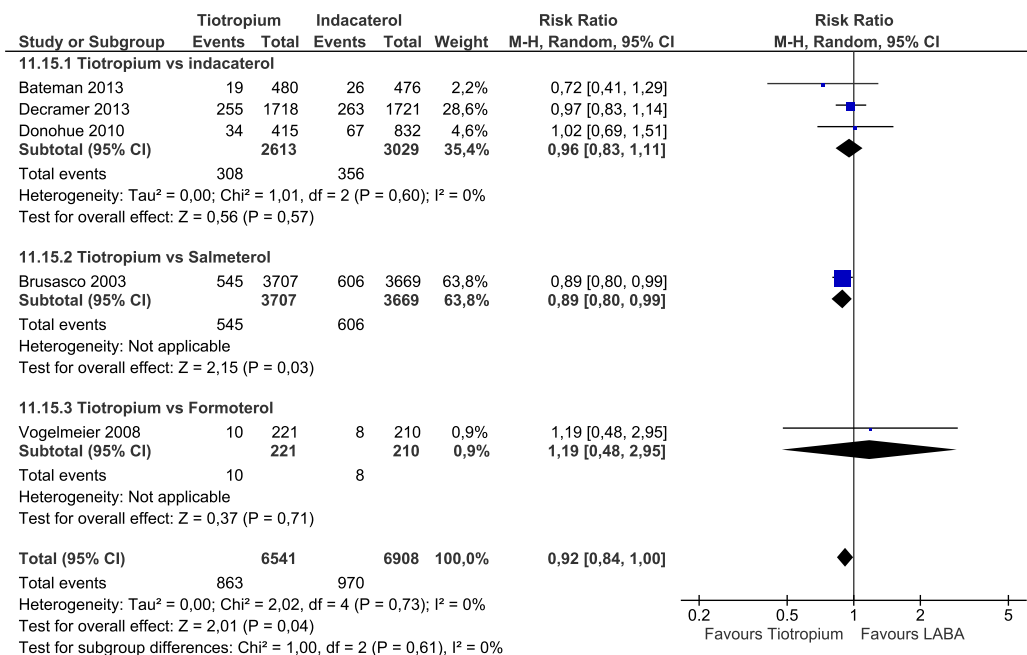 Tiotropium Indacaterol Risk Ratio Risk Ratio
Study or Subgroup Events Total Events Total Weight M-H, Random, 95% CI M-H, Random, 95% CI
11.15.1 Tiotropium vs indacaterol
Bateman 2013 19 480 26 476 2,2% 0,72 [0,41, 1,29]
Decramer 2013 255 1718 263 1721 28,6% 0,97 [0,83, 1,14]
Donohue 2010 34 415 67 832 4,6% 1,02 [0,69, 1,51]
Subtotal (95% CI) 2613 3029 35,4% 0,96 [0,83, 1,11]
Total events 308 356
Heterogeneity: Tau² = 0,00; Chi² = 1,01, df = 2 (P = 0,60); I² = 0%
Test for overall effect: Z = 0,56 (P = 0,57)
11.15.2 Tiotropium vs Salmeterol
Brusasco 2003 545 3707 606 3669 63,8% 0,89 [0,80, 0,99]
Subtotal (95% CI) 3707 3669 63,8% 0,89 [0,80, 0,99]
Total events 545 606
Heterogeneity: Not applicable
Test for overall effect: Z = 2,15 (P = 0,03)
11.15.3 Tiotropium vs Formoterol
Vogelmeier 2008 10 221 8 210 0,9% 1,19 [0,48, 2,95]
Subtotal (95% CI) 221 210 0,9% 1,19 [0,48, 2,95]
Total events 10 8
Heterogeneity: Not applicable
Test for overall effect: Z = 0,37 (P = 0,71)
Total (95% CI) 6541 6908 100,0% 0,92 [0,84, 1,00]
Total events 863 970
Heterogeneity: Tau² = 0,00; Chi² = 2,02, df = 4 (P = 0,73); I² = 0%
Test for overall effect: Z = 2,01 (P = 0,04)
Test for subgroup differences: Chi² = 1,00, df = 2 (P = 0,61), I² = 0%
0.2 0.5 1 2 5
Favours Tiotropium Favours LABA